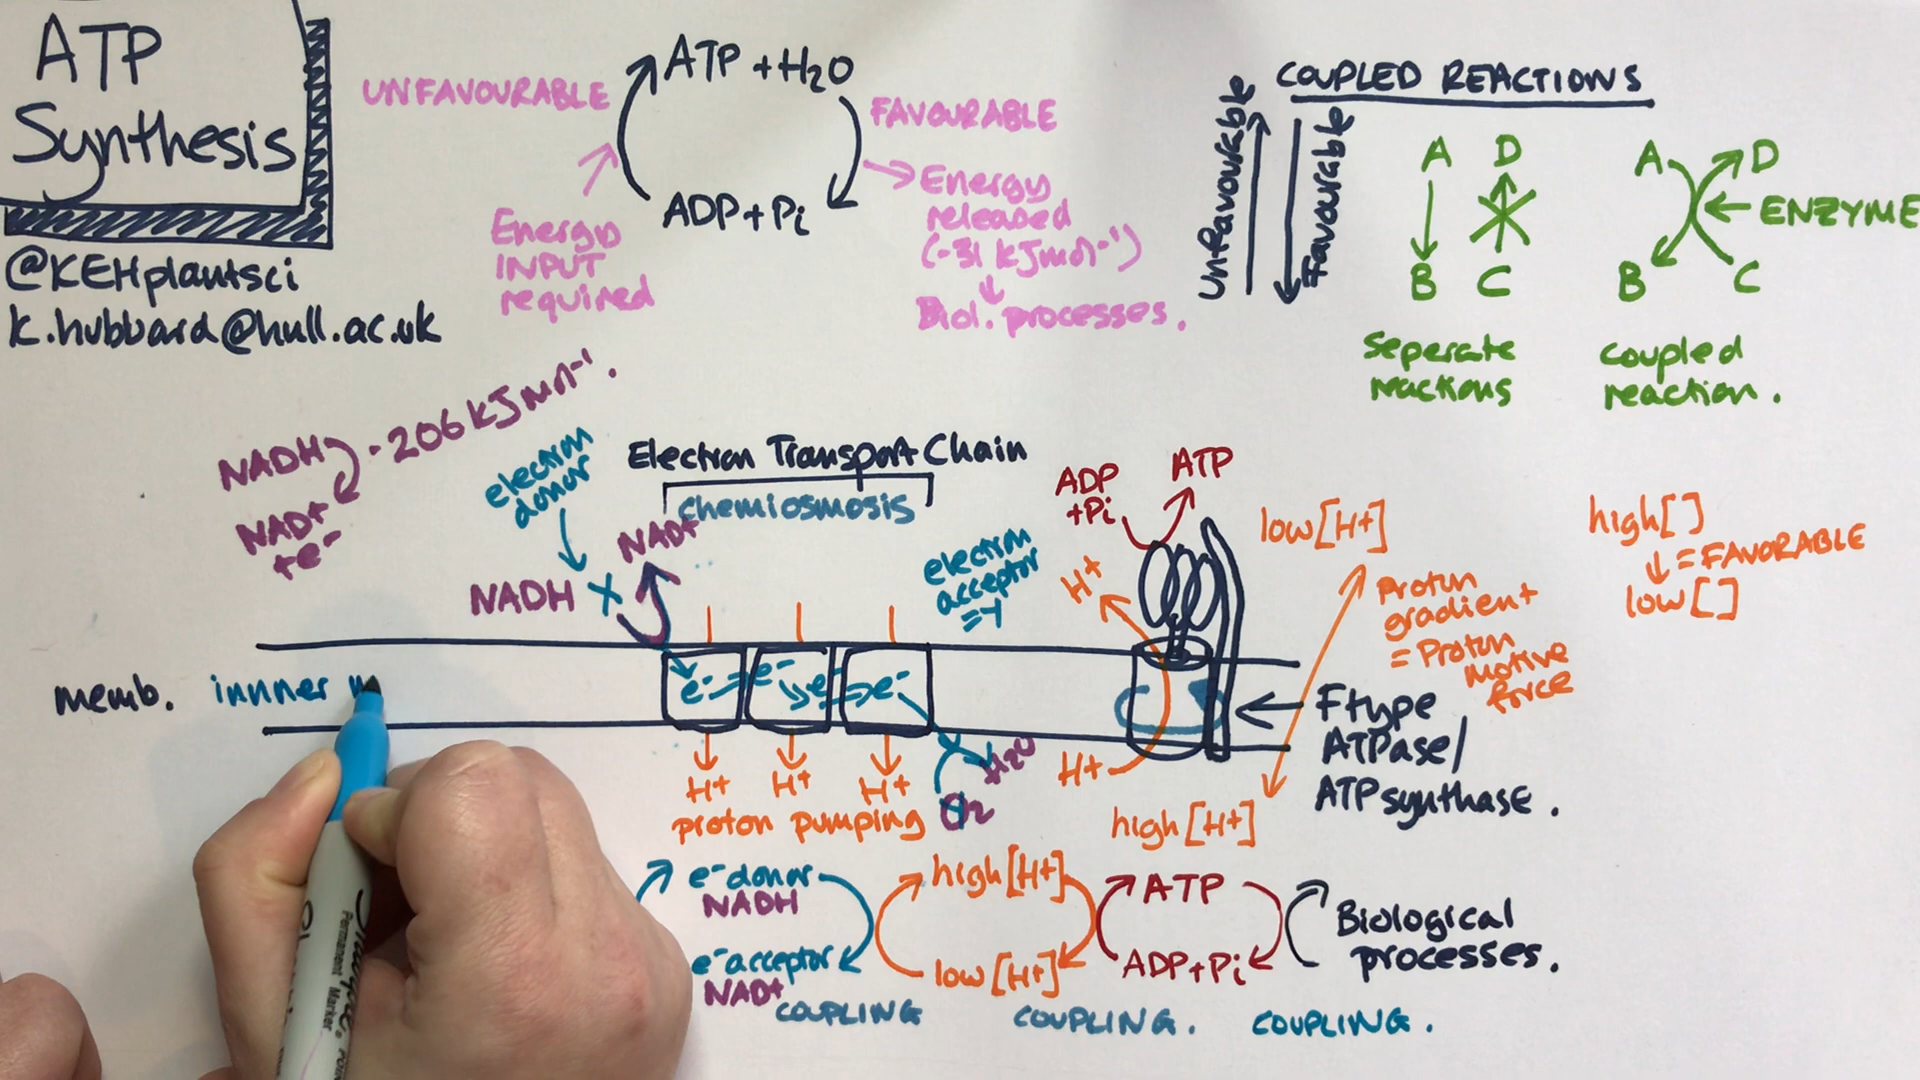 ATP
Synthesis
@KEHplantsci
k.hubbard@hull.ac.uk
UNFAVOURABLE
ATP + H2O
FAVOURABLE
ADP + Pi
Energy
INPUT
required
Energy
released
(-31 kJmol-1)
Biol. processes.
COUPLED REACTIONS
Unfavourable
Favourable
A D
B C
Seperate
reactions
A D
ENZYME
B C
coupled
reaction.
NADH
-206 kJmol-1.
NAD+
+e-
electron
donor
Electron Transport Chain
chemiosmosis
NADH X
NAD+
electron
acceptor
= Y
ADP
+Pi
ATP
H+
low [H+]
high [ ]
↓ = FAVORABLE
low [ ]
Proton
gradient
= Proton
Motive
force
memb.
innner
e- e- e- e-
H+ H+ H+
proton pumping
H2O
O2
H+
high [H+]
F type
ATPase/
ATP synthase.
e- donor
NADH
e- acceptor
NAD+
COUPLING
high [H+]
low [H+]
COUPLING.
ATP
ADP + Pi
COUPLING.
Biological
processes.
Permanent Marker